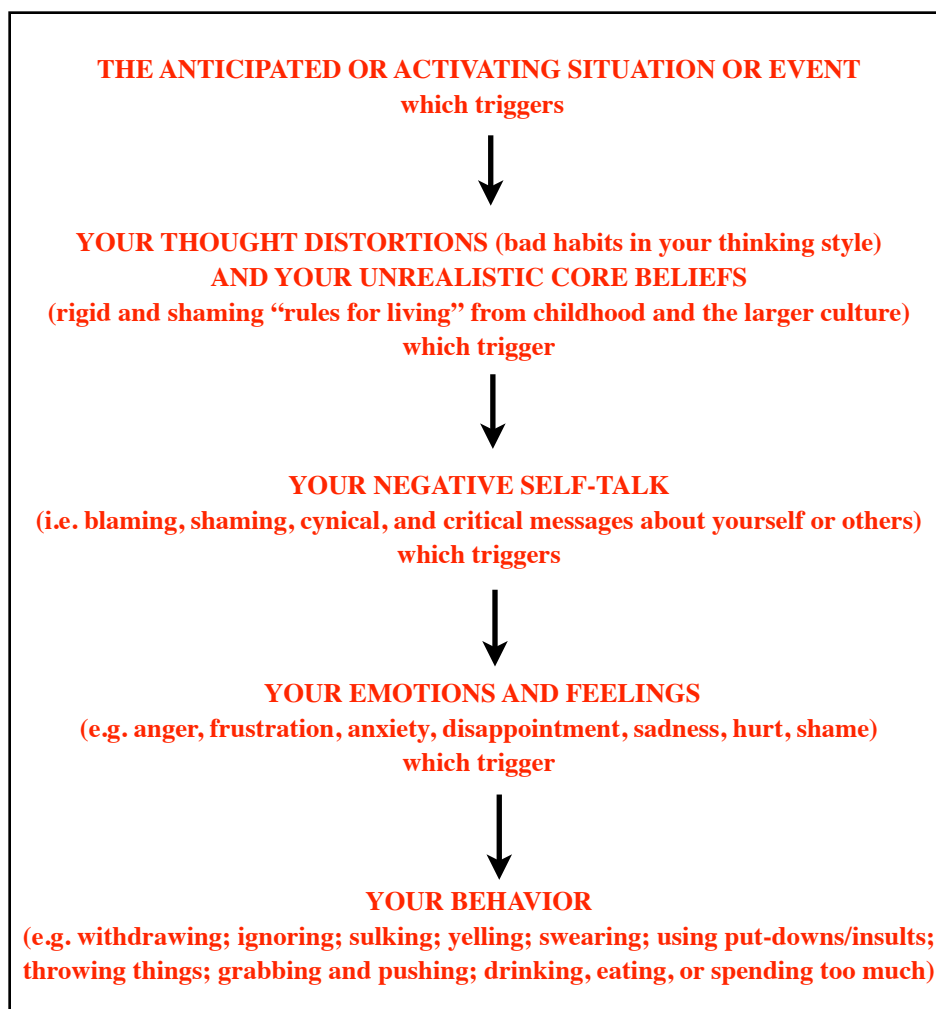 THE ANTICIPATED OR ACTIVATING SITUATION OR EVENT
which triggers
YOUR THOUGHT DISTORTIONS (bad habits in your thinking style)
AND YOUR UNREALISTIC CORE BELIEFS
(rigid and shaming “rules for living” from childhood and the larger culture)
which trigger
YOUR NEGATIVE SELF-TALK
(i.e. blaming, shaming, cynical, and critical messages about yourself or others)
which triggers
YOUR EMOTIONS AND FEELINGS
(e.g. anger, frustration, anxiety, disappointment, sadness, hurt, shame)
which trigger
YOUR BEHAVIOR
(e.g. withdrawing; ignoring; sulking; yelling; swearing; using put-downs/insults;
throwing things; grabbing and pushing; drinking, eating, or spending too much)